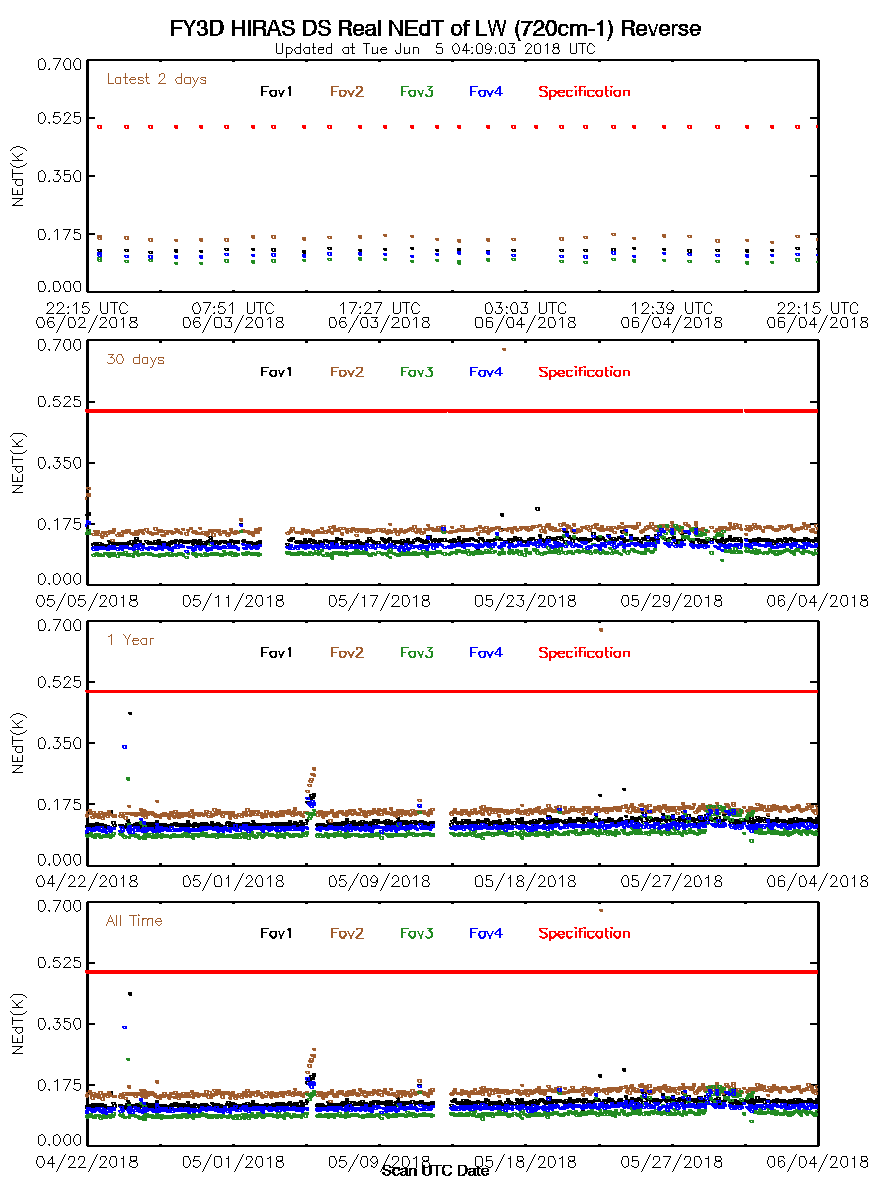 FY3D HIRAS DS Real NEdT of LW (720cm-1) Reverse
Updated at Tue Jun 5 04:09:03 2018 UTC
Latest 2 days
Fov1 Fov2 Fov3 Fov4 Specification
NEdT(K)
0.700
0.525
0.350
0.175
0.000
22:15 UTC 07:51 UTC 17:27 UTC 03:03 UTC 12:39 UTC 22:15 UTC
06/02/2018 06/03/2018 06/03/2018 06/04/2018 06/04/2018 06/04/2018
30 days
Fov1 Fov2 Fov3 Fov4 Specification
NEdT(K)
0.700
0.525
0.350
0.175
0.000
05/05/2018 05/11/2018 05/17/2018 05/23/2018 05/29/2018 06/04/2018
1 Year
Fov1 Fov2 Fov3 Fov4 Specification
NEdT(K)
0.700
0.525
0.350
0.175
0.000
04/22/2018 05/01/2018 05/09/2018 05/18/2018 05/27/2018 06/04/2018
All Time
Fov1 Fov2 Fov3 Fov4 Specification
NEdT(K)
0.700
0.525
0.350
0.175
0.000
04/22/2018 05/01/2018 05/09/2018 05/18/2018 05/27/2018 06/04/2018
Scan UTC Date